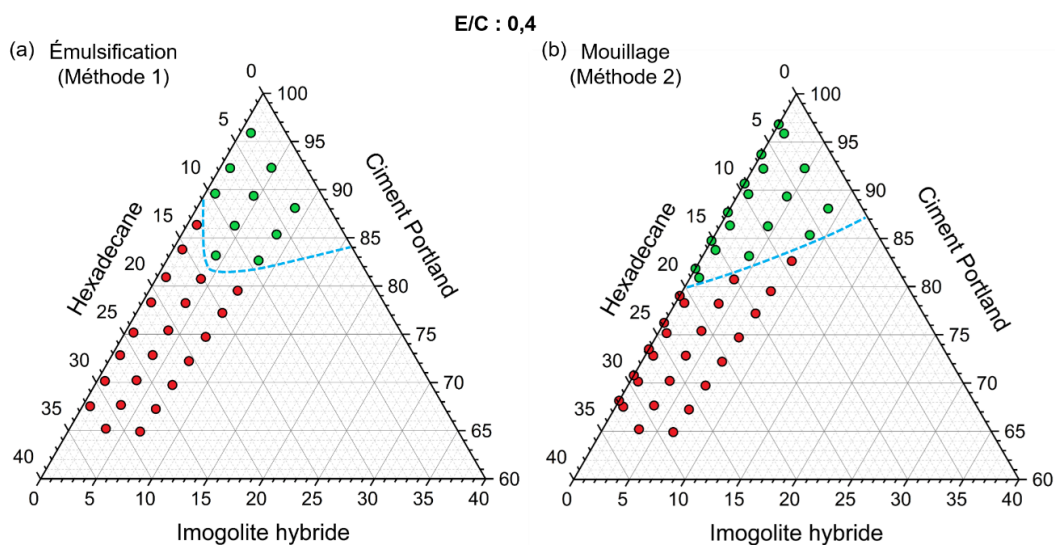 E/C : 0,4
(a) Émulsification
(Méthode 1)
0
5
10
15
20
25
30
35
40
Hexadecane
100
95
90
85
80
75
70
65
60
Ciment Portland
0 5 10 15 20 25 30 35 40
Imogolite hybride
(b) Mouillage
(Méthode 2)
0
5
10
15
20
25
30
35
40
Hexadecane
100
95
90
85
80
75
70
65
60
Ciment Portland
0 5 10 15 20 25 30 35 40
Imogolite hybride